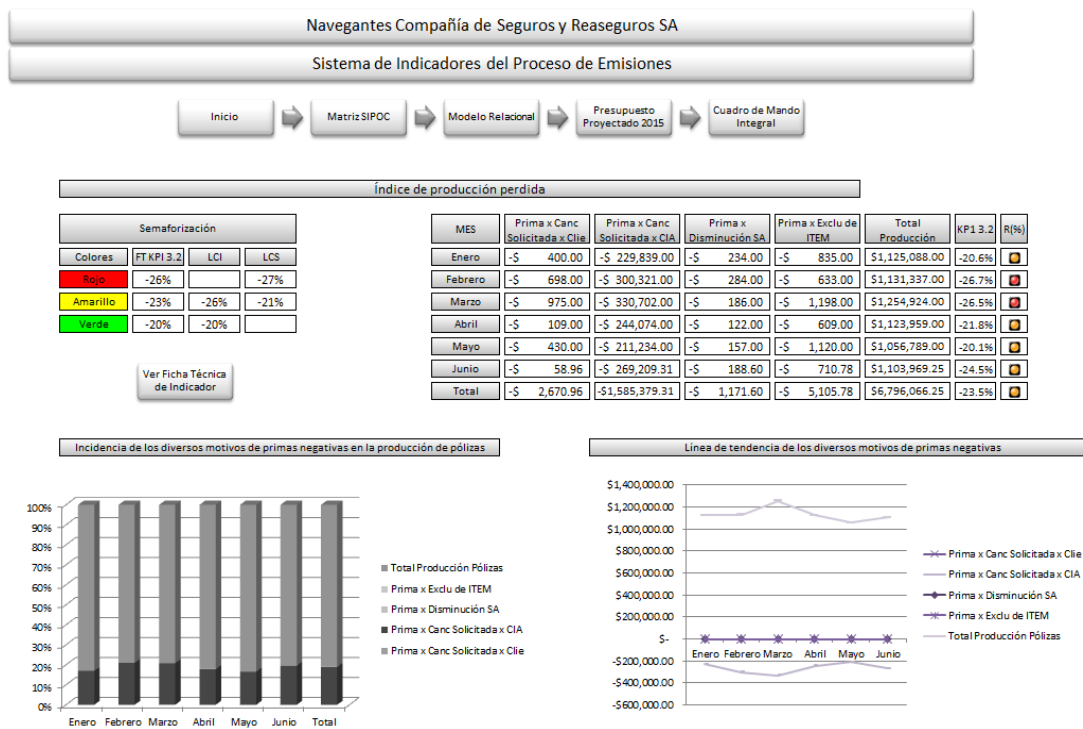 Navegantes Compañía de Seguros y Reaseguros SA
Sistema de Indicadores del Proceso de Emisiones
Inicio
Matriz SIPOC
Modelo Relacional
Presupuesto
Proyectado 2015
Cuadro de Mando
Integral
Índice de producción perdida
Semaforización
Colores FT KPI 3.2 LCI LCS
Rojo -26% -27%
Amarillo -23% -26% -21%
Verde -20% -20%
Ver Ficha Técnica
de Indicador
MES Prima x Canc Solicitada x Clie Prima x Canc Solicitada x CIA Prima x Disminución SA Prima x Exclu de ITEM Total Producción KP1 3.2 R(%)
Enero -$ 400.00 -$ 229,839.00 -$ 234.00 -$ 835.00 $1,125,088.00 -20.6%
Febrero -$ 698.00 -$ 300,321.00 -$ 284.00 -$ 633.00 $1,131,337.00 -26.7%
Marzo -$ 975.00 -$ 330,702.00 -$ 186.00 -$ 1,198.00 $1,254,924.00 -26.5%
Abril -$ 109.00 -$ 244,074.00 -$ 122.00 -$ 609.00 $1,123,959.00 -21.8%
Mayo -$ 430.00 -$ 211,234.00 -$ 157.00 -$ 1,120.00 $1,056,789.00 -20.1%
Junio -$ 58.96 -$ 269,209.31 -$ 188.60 -$ 710.78 $1,103,969.25 -24.5%
Total -$ 2,670.96 -$1,585,379.31 -$ 1,171.60 -$ 5,105.78 $6,796,066.25 -23.5%
Incidencia de los diversos motivos de primas negativas en la producción de pólizas
100%
90%
80%
70%
60%
50%
40%
30%
20%
10%
0%
Enero Febrero Marzo Abril Mayo Junio Total
Total Producción Pólizas
Prima x Exclu de ITEM
Prima x Disminución SA
Prima x Canc Solicitada x CIA
Prima x Canc Solicitada x Clie
Línea de tendencia de los diversos motivos de primas negativas
$1,400,000.00
$1,200,000.00
$1,000,000.00
$800,000.00
$600,000.00
$400,000.00
$200,000.00
$-
-$200,000.00
-$400,000.00
-$600,000.00
Enero Febrero Marzo Abril Mayo Junio
Prima x Canc Solicitada x Clie
Prima x Canc Solicitada x CIA
Prima x Disminución SA
Prima x Exclu de ITEM
Total Producción Pólizas